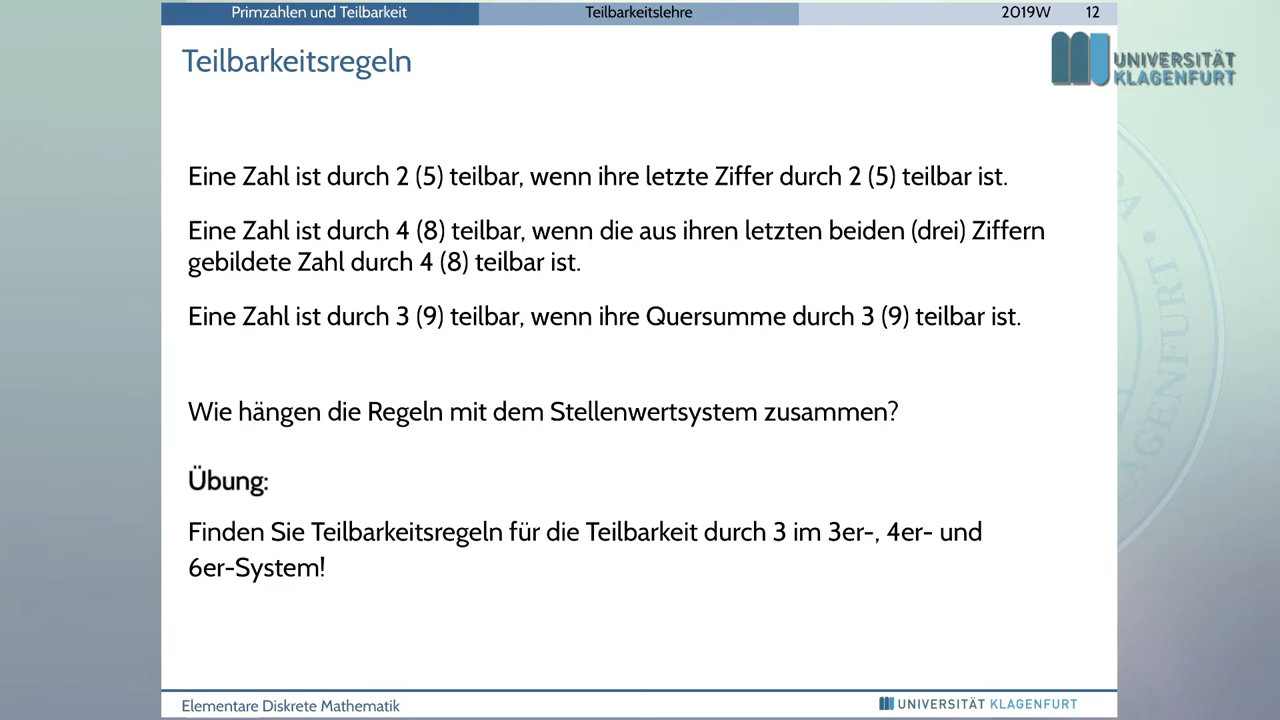 Primzahlen und Teilbarkeit Teilbarkeitslehre 2019W 12
Teilbarkeitsregeln
UNIVERSITÄT
KLAGENFURT
Eine Zahl ist durch 2 (5) teilbar, wenn ihre letzte Ziffer durch 2 (5) teilbar ist.
Eine Zahl ist durch 4 (8) teilbar, wenn die aus ihren letzten beiden (drei) Ziffern
gebildete Zahl durch 4 (8) teilbar ist.
Eine Zahl ist durch 3 (9) teilbar, wenn ihre Quersumme durch 3 (9) teilbar ist.
Wie hängen die Regeln mit dem Stellenwertsystem zusammen?
Übung:
Finden Sie Teilbarkeitsregeln für die Teilbarkeit durch 3 im 3er-, 4er- und
6er-System!
Elementare Diskrete Mathematik
UNIVERSITÄT KLAGENFURT